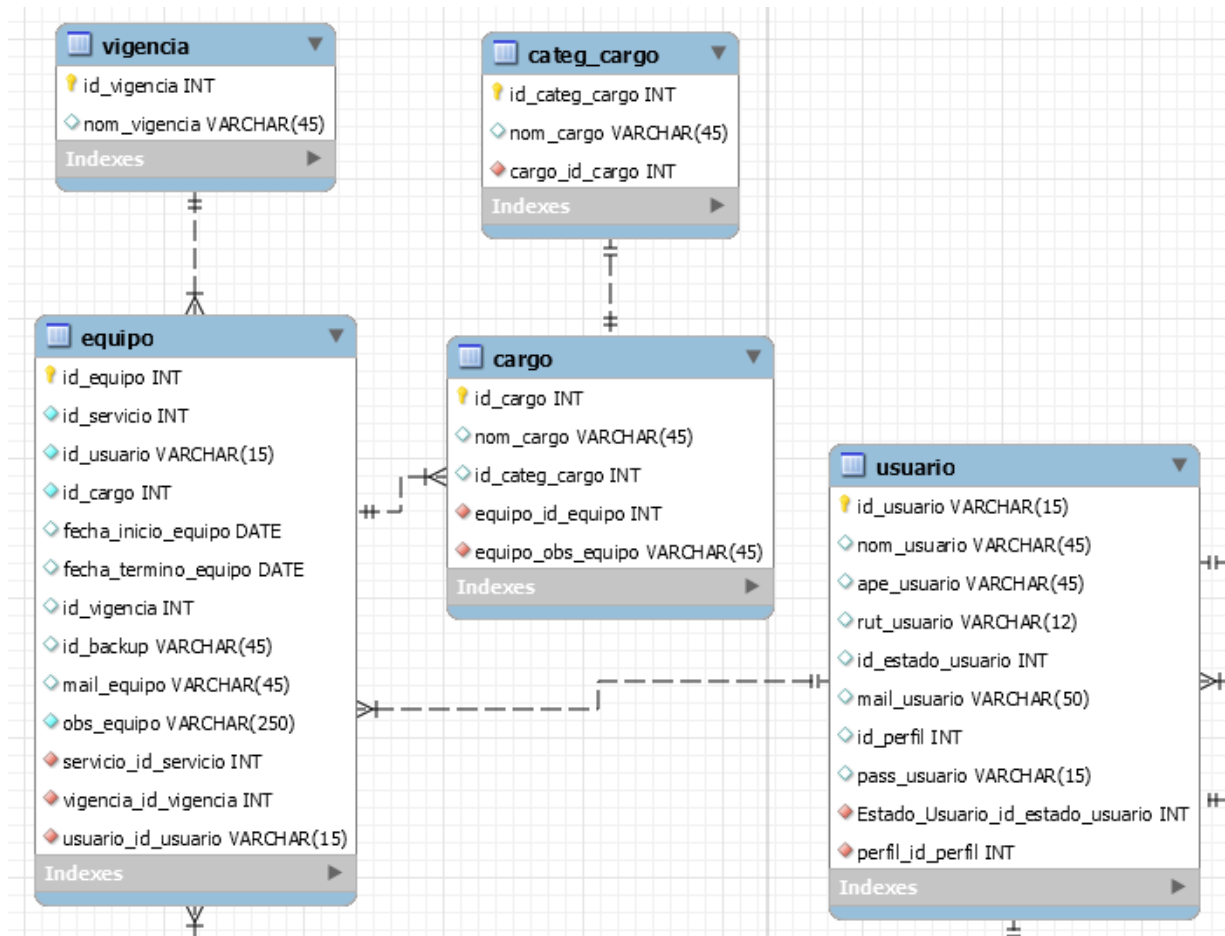 vigencia
id_vigencia INT
nom_vigencia VARCHAR(45)
Indexes
categ_cargo
id_categ_cargo INT
nom_cargo VARCHAR(45)
cargo_id_cargo INT
Indexes
equipo
id_equipo INT
id_servicio INT
id_usuario VARCHAR(15)
id_cargo INT
fecha_inicio_equipo DATE
fecha_termino_equipo DATE
id_vigencia INT
id_backup VARCHAR(45)
mail_equipo VARCHAR(45)
obs_equipo VARCHAR(250)
servicio_id_servicio INT
vigencia_id_vigencia INT
usuario_id_usuario VARCHAR(15)
Indexes
cargo
id_cargo INT
nom_cargo VARCHAR(45)
id_categ_cargo INT
equipo_id_equipo INT
equipo_obs_equipo VARCHAR(45)
Indexes
usuario
id_usuario VARCHAR(15)
nom_usuario VARCHAR(45)
ape_usuario VARCHAR(45)
rut_usuario VARCHAR(12)
id_estado_usuario INT
mail_usuario VARCHAR(50)
id_perfil INT
pass_usuario VARCHAR(15)
Estado_Usuario_id_estado_usuario INT
perfil_id_perfil INT
Indexes